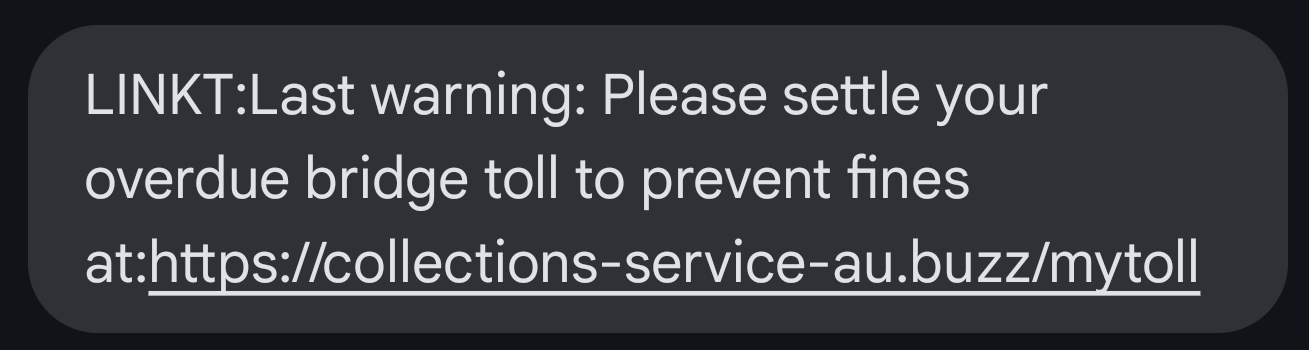 LINKT:Last warning: Please settle your
overdue bridge toll to prevent fines
at:https://collections-service-au.buzz/mytoll